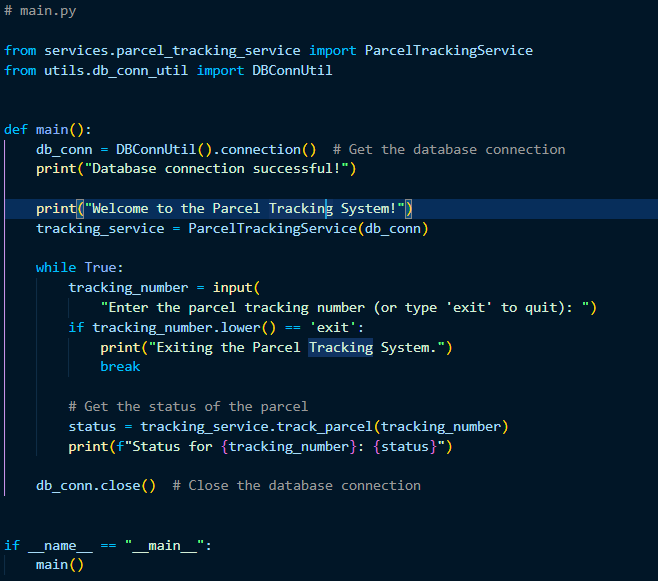 # main.py

from services.parcel_tracking_service import ParcelTrackingService
from utils.db_conn_util import DBConnUtil


def main():
    db_conn = DBConnUtil().connection()  # Get the database connection
    print("Database connection successful!")

    print("Welcome to the Parcel Tracking System!")
    tracking_service = ParcelTrackingService(db_conn)

    while True:
        tracking_number = input(
            "Enter the parcel tracking number (or type 'exit' to quit): ")
        if tracking_number.lower() == 'exit':
            print("Exiting the Parcel Tracking System.")
            break

        # Get the status of the parcel
        status = tracking_service.track_parcel(tracking_number)
        print(f"Status for {tracking_number}: {status}")

    db_conn.close()  # Close the database connection


if __name__ == "__main__":
    main()